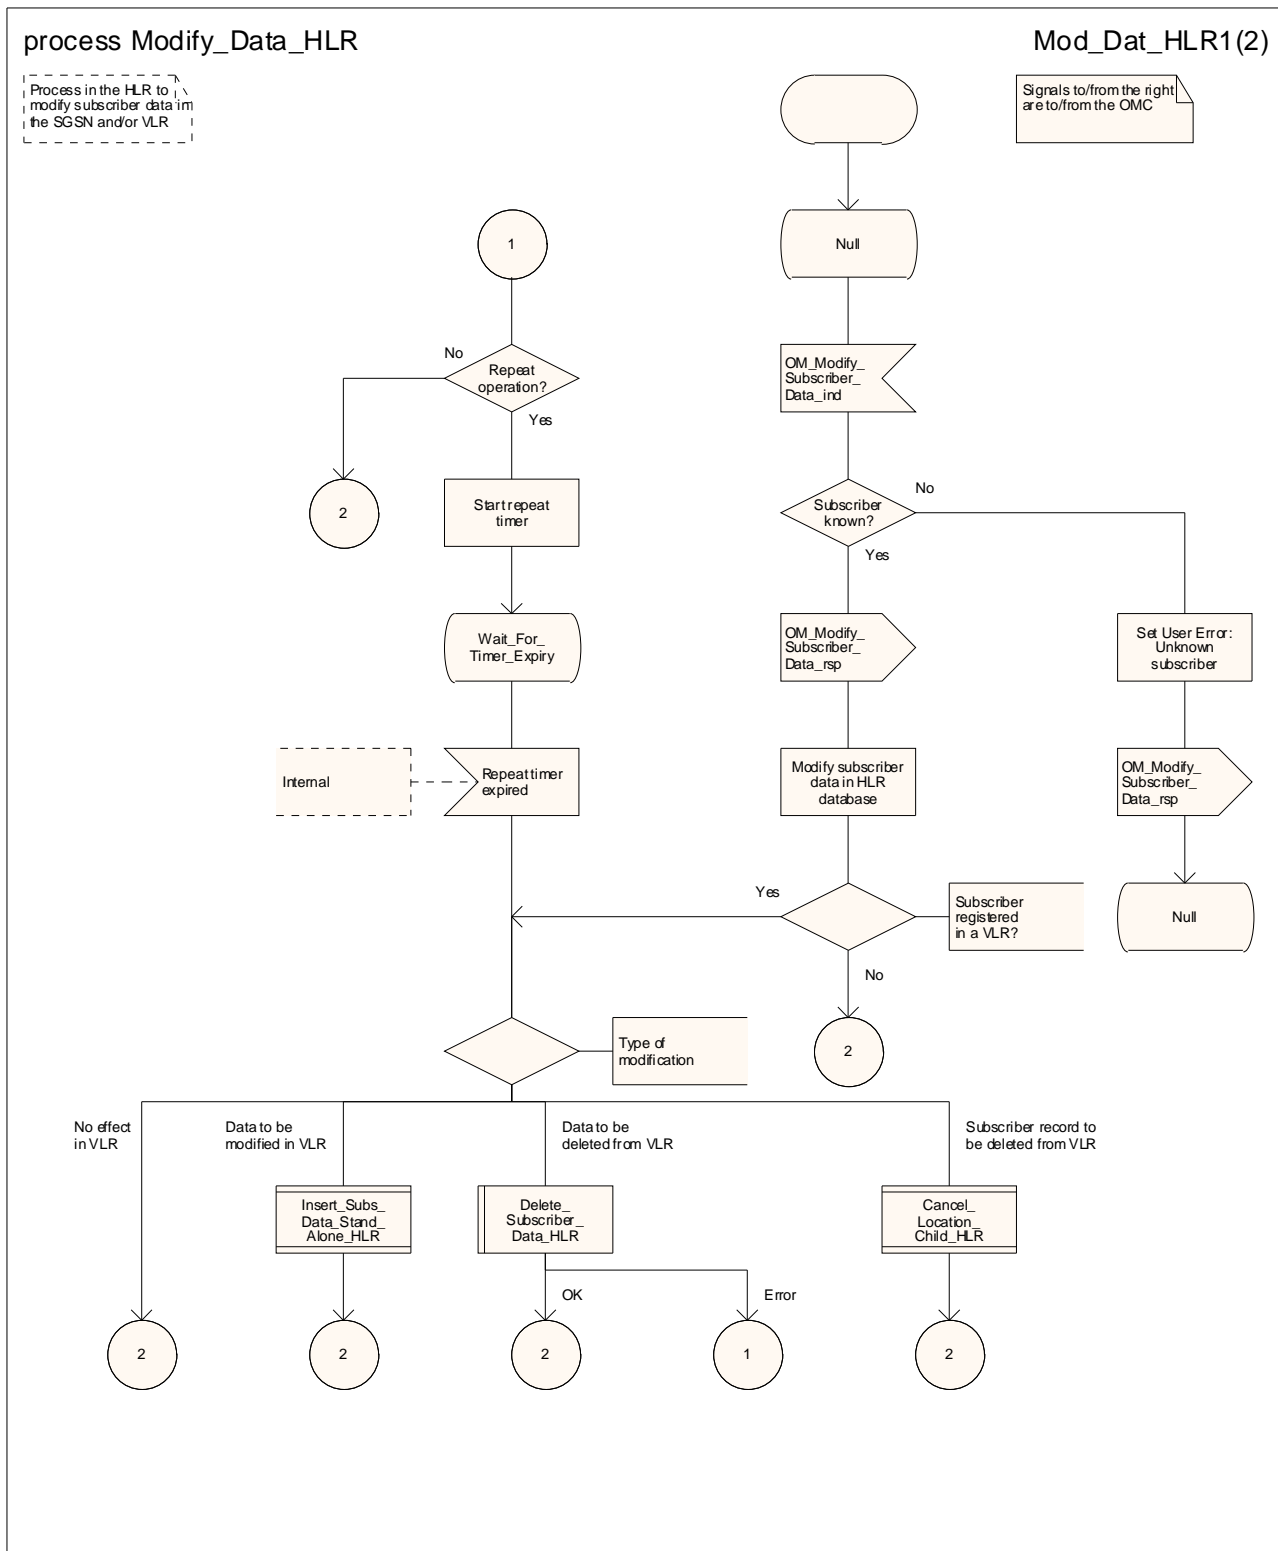 process Modify_Data_HLR
Mod_Dat_HLR1(2)
Process in the HLR to
modify subscriber data in
the SGSN and/or VLR
Signals to/from the right
are to/from the OMC
Null
1
OM_Modify_
Subscriber_
Data_ind
No
Repeat
operation?
Yes
2
Start repeat
timer
Subscriber
known?
No
Yes
Wait_For_
Timer_Expiry
OM_Modify_
Subscriber_
Data_rsp
Set User Error:
Unknown
subscriber
Internal
Repeat timer
expired
Modify subscriber
data in HLR
database
OM_Modify_
Subscriber_
Data_rsp
Yes
Subscriber
registered
in a VLR?
Null
No
2
Type of
modification
No effect
in VLR
Data to be
modified in VLR
Data to be
deleted from VLR
Subscriber record to
be deleted from VLR
Insert_Subs_
Data_Stand_
Alone_HLR
Delete_
Subscriber_
Data_HLR
Cancel_
Location_
Child_HLR
OK
Error
2
2
2
1
2